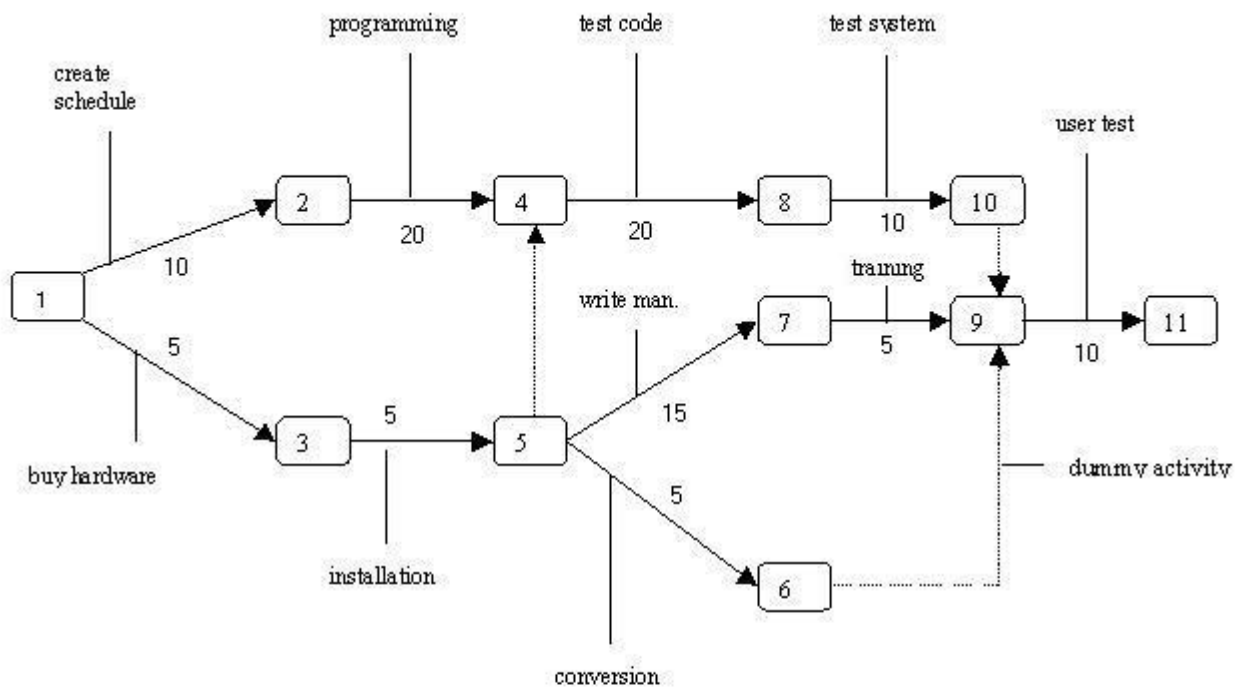 programming
test code
test system
create
schedule
user test
2
4
8
10
20
20
10
10
training
1
write man.
7
9
11
5
5
10
5
15
3
5
buy hardware
5
dummy activity
installation
6
conversion